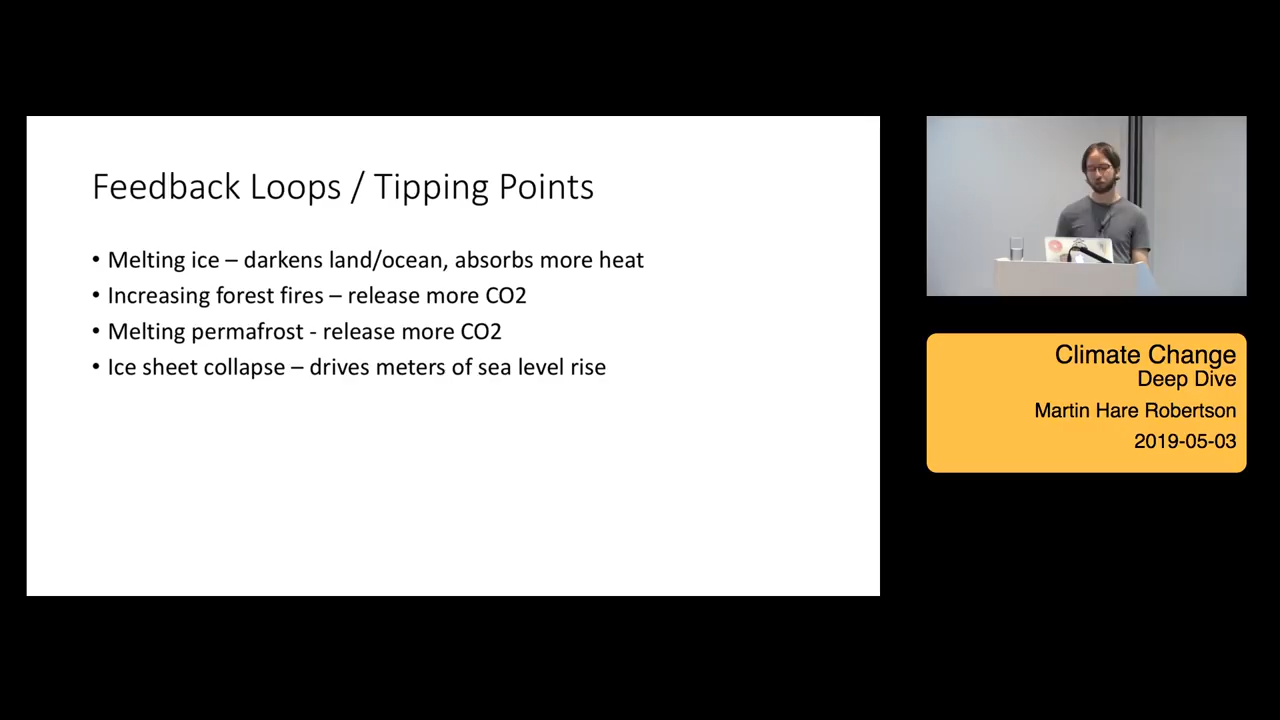 Feedback Loops / Tipping Points
• Melting ice – darkens land/ocean, absorbs more heat
• Increasing forest fires – release more CO2
• Melting permafrost - release more CO2
• Ice sheet collapse – drives meters of sea level rise
Climate Change
Deep Dive
Martin Hare Robertson
2019-05-03